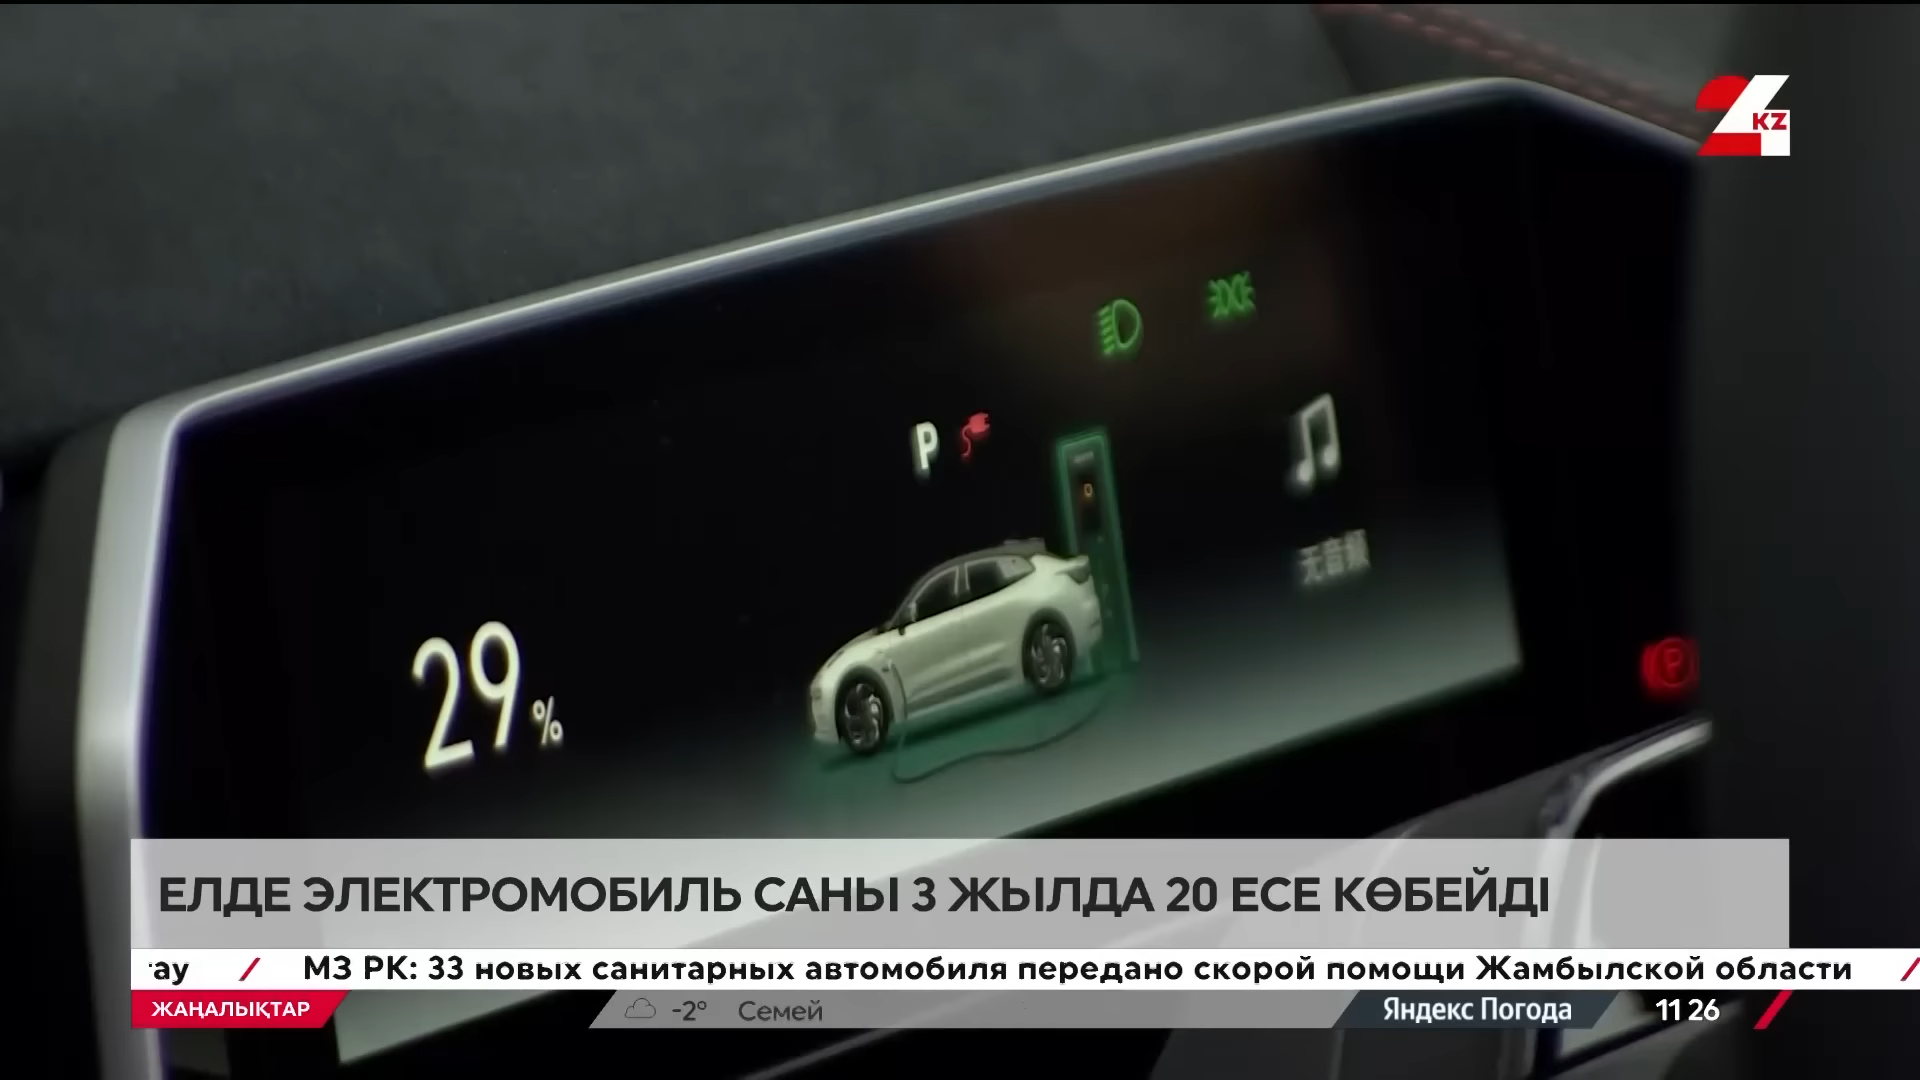 24 KZ
P
无音频
29%
P
ЕЛДЕ ЭЛЕКТРОМОБИЛЬ САНЫ 3 ЖЫЛДА 20 ЕСЕ КӨБЕЙДІ
ау / МЗ РК: 33 новых санитарных автомобиля передано скорой помощи Жамбылской области /
ЖАҢАЛЫҚТАР -2° Семей Яндекс Погода 11 26